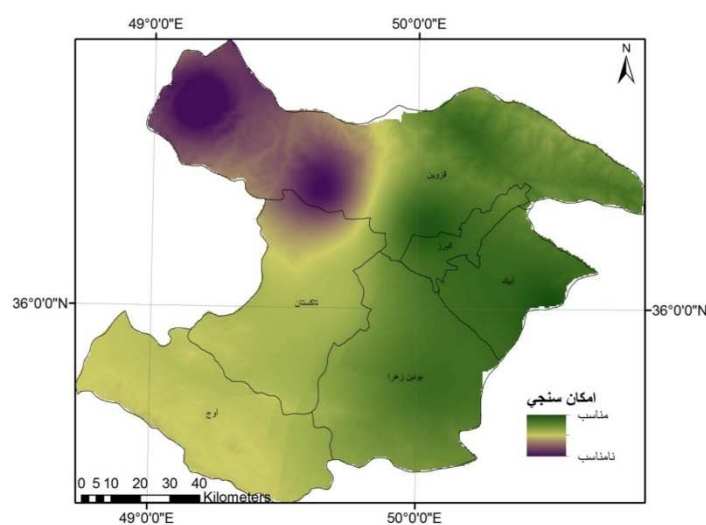 49°0'0"E
50°0'0"E
N
قزوین
البرز
آبیک
36°0'0"N
36°0'0"N
تاکستان
بوئین زهرا
آوج
امکان سنجي
مناسب
نامناسب
0 5 10 20 30 40
Kilometers
49°0'0"E
50°0'0"E